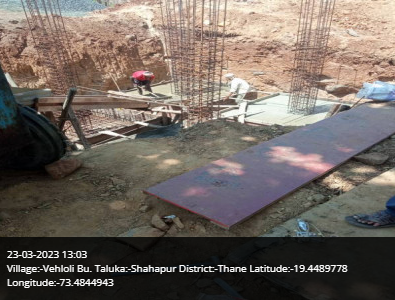 23-03-2023 13:03
Village:-Vehloli Bu. Taluka:-Shahapur District:-Thane Latitude:-19.4489778
Longitude:-73.4844943